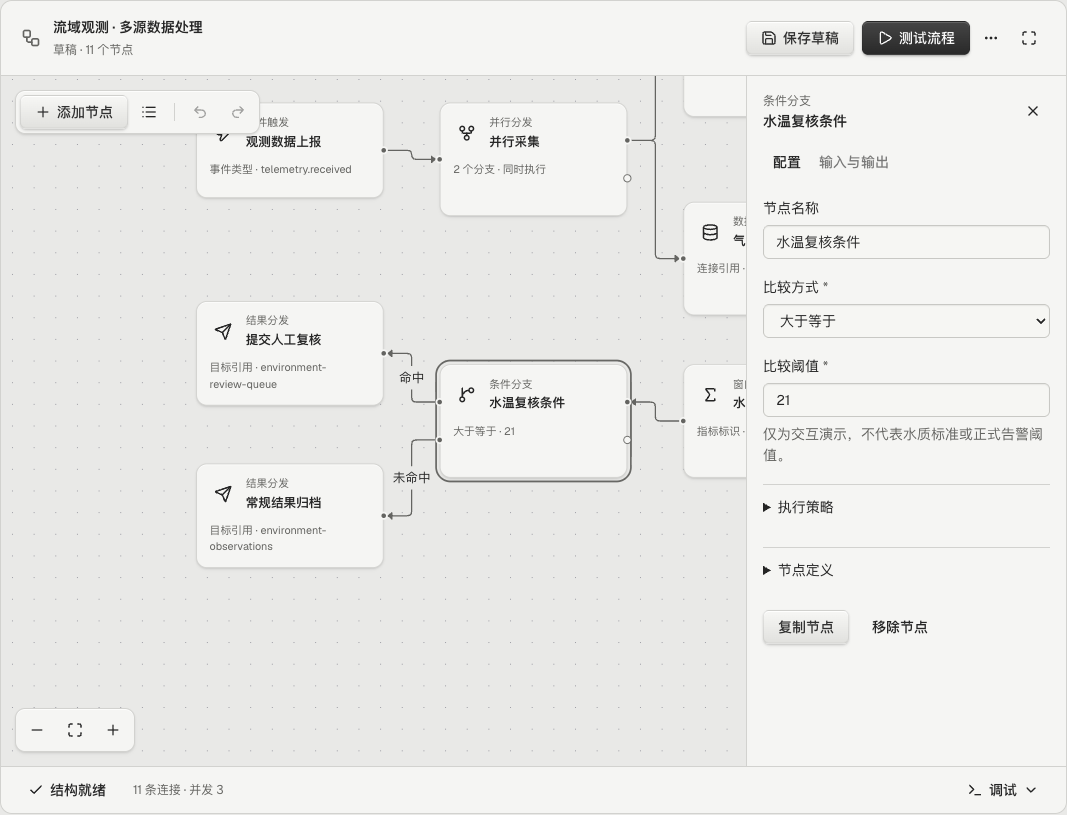 流域观测 · 多源数据处理
草稿 · 11 个节点
保存草稿
测试流程
添加节点
件触发
观测数据上报
事件类型 · telemetry.received
并行分发
并行采集
2 个分支 · 同时执行
数
气
连接引用 ·
结果分发
提交人工复核
目标引用 · environment-
review-queue
命中
条件分支
水温复核条件
大于等于 · 21
未命中
结果分发
常规结果归档
目标引用 · environment-
observations
窗
水
指标标识 ·
条件分支
水温复核条件
配置 输入与输出
节点名称
水温复核条件
比较方式 *
大于等于
比较阈值 *
21
仅为交互演示，不代表水质标准或正式告警阈
值。
执行策略
节点定义
复制节点
移除节点
结构就绪
11 条连接 · 并发 3
调试